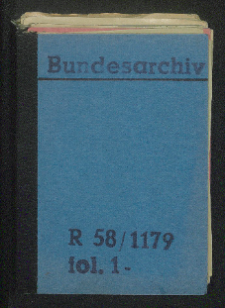 Bundesarchiv
R 58/1179
fol. 1-